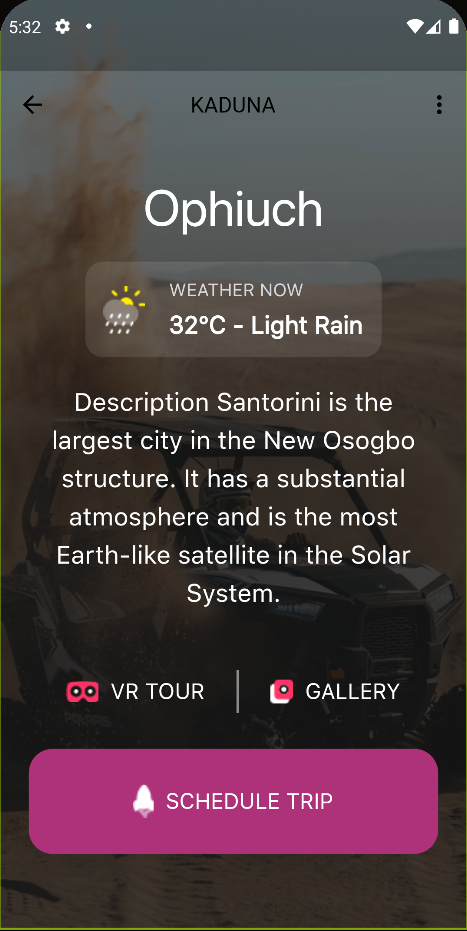 5:32
KADUNA
Ophiuch
WEATHER NOW
32°C - Light Rain
Description Santorini is the
largest city in the New Osogbo
structure. It has a substantial
atmosphere and is the most
Earth-like satellite in the Solar
System.
VR TOUR
GALLERY
POLARIS
SCHEDULE TRIP